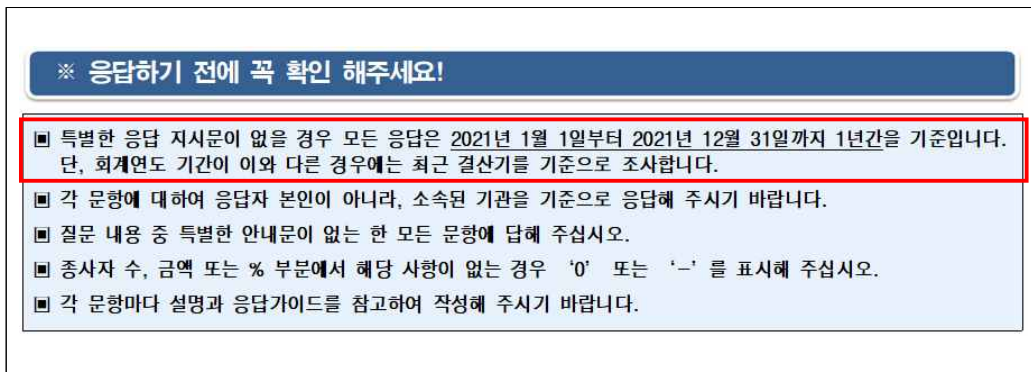 ※ 응답하기 전에 꼭 확인 해주세요!
▣ 특별한 응답 지시문이 없을 경우 모든 응답은 2021년 1월 1일부터 2021년 12월 31일까지 1년간을 기준입니다.
단, 회계연도 기간이 이와 다른 경우에는 최근 결산기를 기준으로 조사합니다.
▣ 각 문항에 대하여 응답자 본인이 아니라, 소속된 기관을 기준으로 응답해 주시기 바랍니다.
▣ 질문 내용 중 특별한 안내문이 없는 한 모든 문항에 답해 주십시오.
▣ 종사자 수, 금액 또는 % 부분에서 해당 사항이 없는 경우 ‘0’ 또는 ‘-’를 표시해 주십시오.
▣ 각 문항마다 설명과 응답가이드를 참고하여 작성해 주시기 바랍니다.